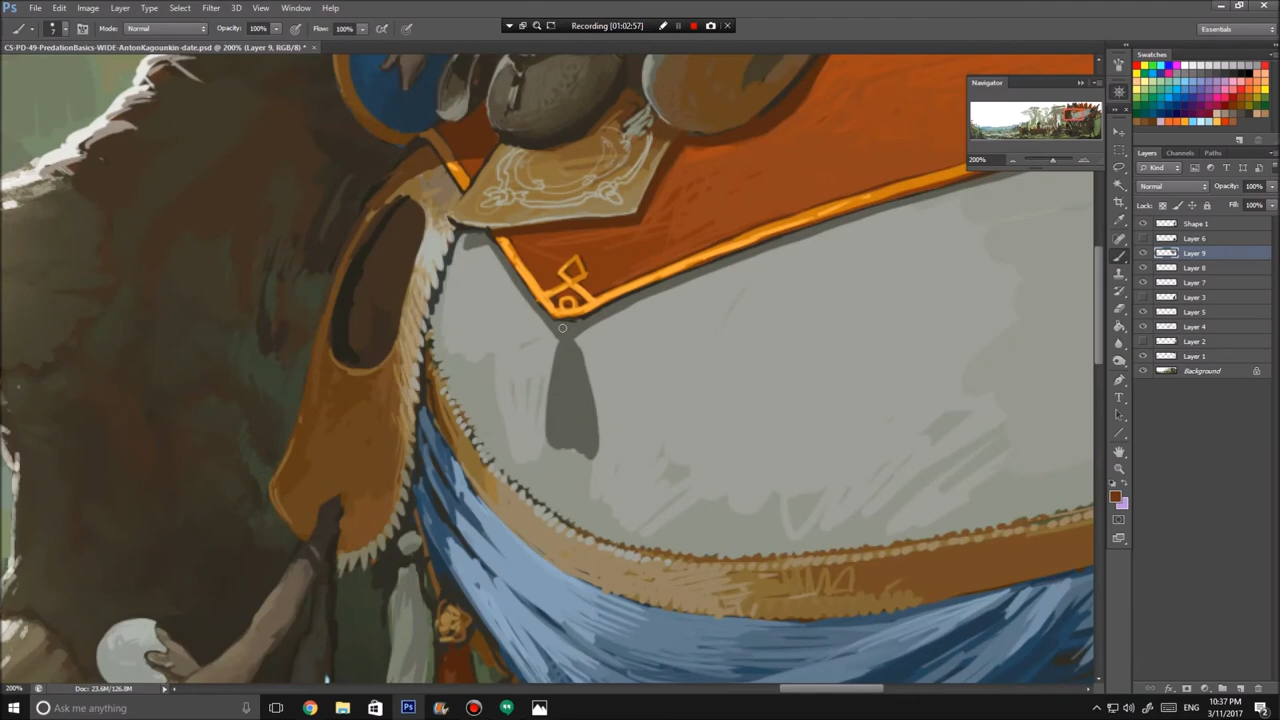 Ps File Edit Image Layer Type Select Filter 3D View Window Help
Recording [01:02:57]
7 Mode: Normal Opacity: 100% Flow: 100% Essentials
CS-PD-49-PredationBasics-WIDE-AntonKagounkin-date.psd @ 200% (Layer 9, RGB/8) * ×
Swatches
Navigator
200%
Layers Channels Paths
Kind
Normal Opacity: 100%
Lock: Fill: 100%
Shape 1
Layer 6
Layer 9
Layer 8
Layer 7
Layer 3
Layer 5
Layer 4
Layer 2
Layer 1
Background
200% Doc: 23.6M/126.8M
Ask me anything
Ps
ENG
10:37 PM
3/11/2017
2